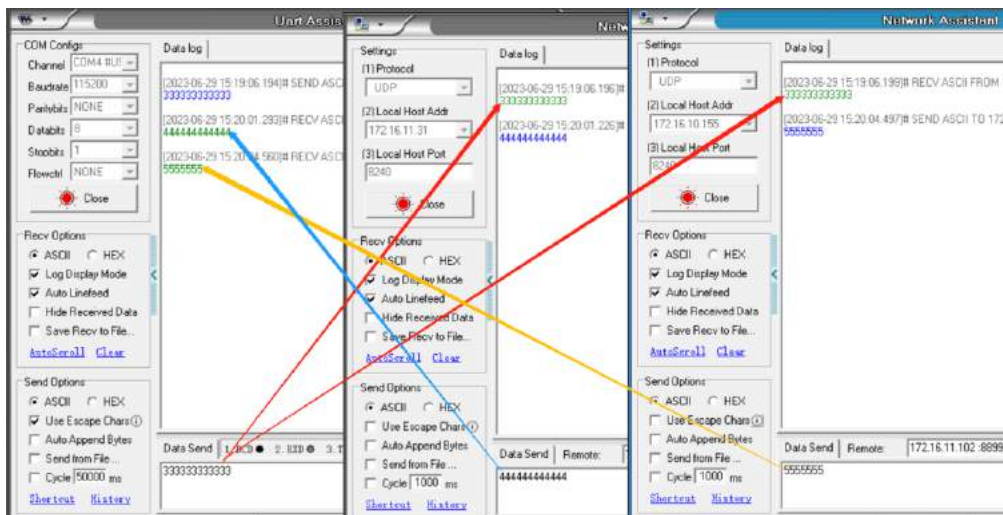 Uart Assis
COM Configs
Channel COM4 #US
Baudrate 115200
Paritybits NONE
Databits 8
Stopbits 1
Flowctrl NONE
Close
Recv Options
ASCII HEX
Log Display Mode
Auto Linefeed
Hide Received Data
Save Recv to File...
AutoScroll Clear
Send Options
ASCII HEX
Use Escape Chars
Auto Append Bytes
Send from File ...
Cycle 50000 ms
Shortcut History
Data log
[2023-06-29 15:19:06.194]# SEND ASCII
333333333333
[2023-06-29 15:20:01.293]# RECV ASCI
444444444444
RECV ASCI
5555555
Data Send 1. DCD 2. RXD 3. T
333333333333
Netw
Settings
(1) Protocol
UDP
(2) Local Host Addr
172.16.11.31
(3) Local Host Port
8240
Close
Recv Options
ASCII HEX
Log Display Mode
Auto Linefeed
Hide Received Data
Save Recv to File...
AutoScroll Clear
Send Options
ASCII HEX
Use Escape Chars
Auto Append Bytes
Send from File ...
Cycle 1000 ms
Shortcut History
Data log
[2023-06-29 15:19:06.196]#
333333333333
[2023-06-29 15:20:01.226]#
444444444444
Data Send Remote:
444444444444
Network Assistent
Settings
(1) Protocol
UDP
(2) Local Host Addr
172.16.10.155
(3) Local Host Port
8240
Close
Recv Options
ASCII HEX
Log Display Mode
Auto Linefeed
Hide Received Data
Save Recv to File...
AutoScroll Clear
Send Options
ASCII HEX
Use Escape Chars
Auto Append Bytes
Send from File ...
Cycle 1000 ms
Shortcut History
Data log
[2023-06-29 15:19:06.199]# RECV ASCII FROM
333333333333
[2023-06-29 15:20:04.497]# SEND ASCII TO 172
5555555
Data Send Remote: 172.16.11.102 :8899
5555555